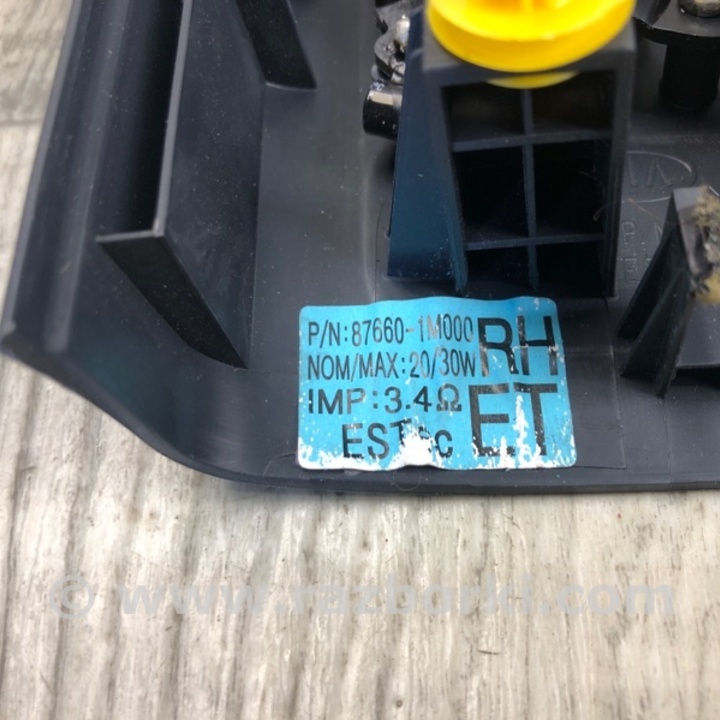 P/N:87660-1M000 RH
NOM/MAX:20/30W
IMP:3.4Ω ET
© www.razborki.com